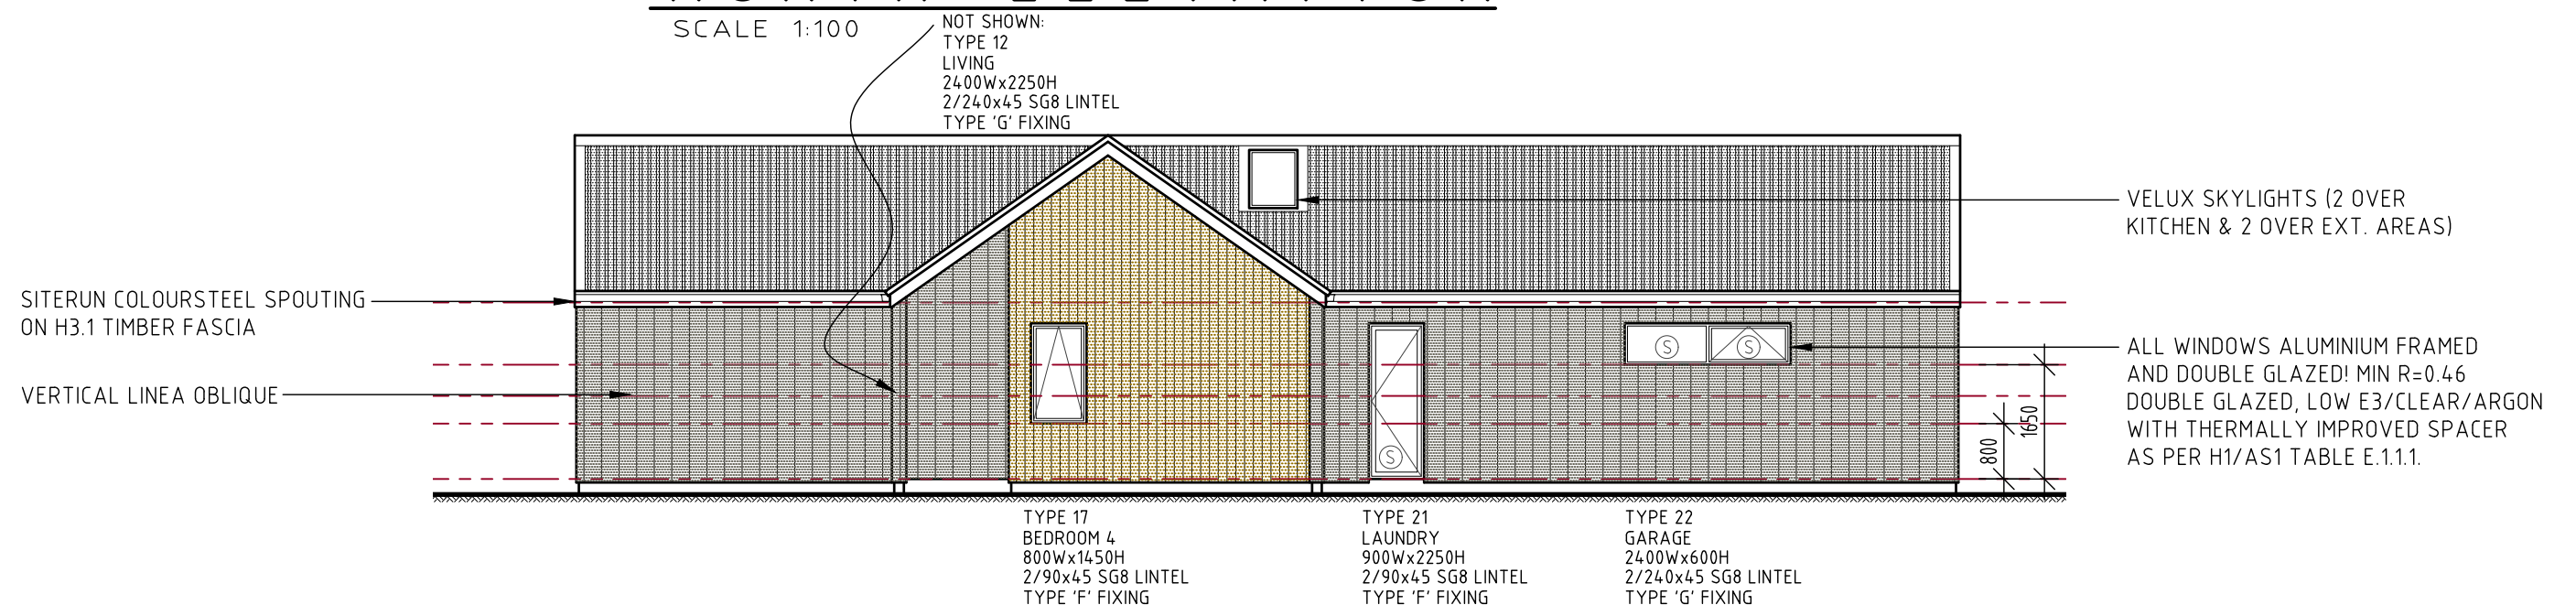 SCALE 1:100
NOT SHOWN:
TYPE 12
LIVING
2400Wx2250H
2/240x45 SG8 LINTEL
TYPE 'G' FIXING
VELUX SKYLIGHTS (2 OVER
KITCHEN & 2 OVER EXT. AREAS)
SITERUN COLOURSTEEL SPOUTING
ON H3.1 TIMBER FASCIA
VERTICAL LINEA OBLIQUE
ALL WINDOWS ALUMINIUM FRAMED
AND DOUBLE GLAZED! MIN R=0.46
DOUBLE GLAZED, LOW E3/CLEAR/ARGON
WITH THERMALLY IMPROVED SPACER
AS PER H1/AS1 TABLE E.1.1.1.
S
S
S
800
1650
TYPE 17
BEDROOM 4
800Wx1450H
2/90x45 SG8 LINTEL
TYPE 'F' FIXING
TYPE 21
LAUNDRY
900Wx2250H
2/90x45 SG8 LINTEL
TYPE 'F' FIXING
TYPE 22
GARAGE
2400Wx600H
2/240x45 SG8 LINTEL
TYPE 'G' FIXING